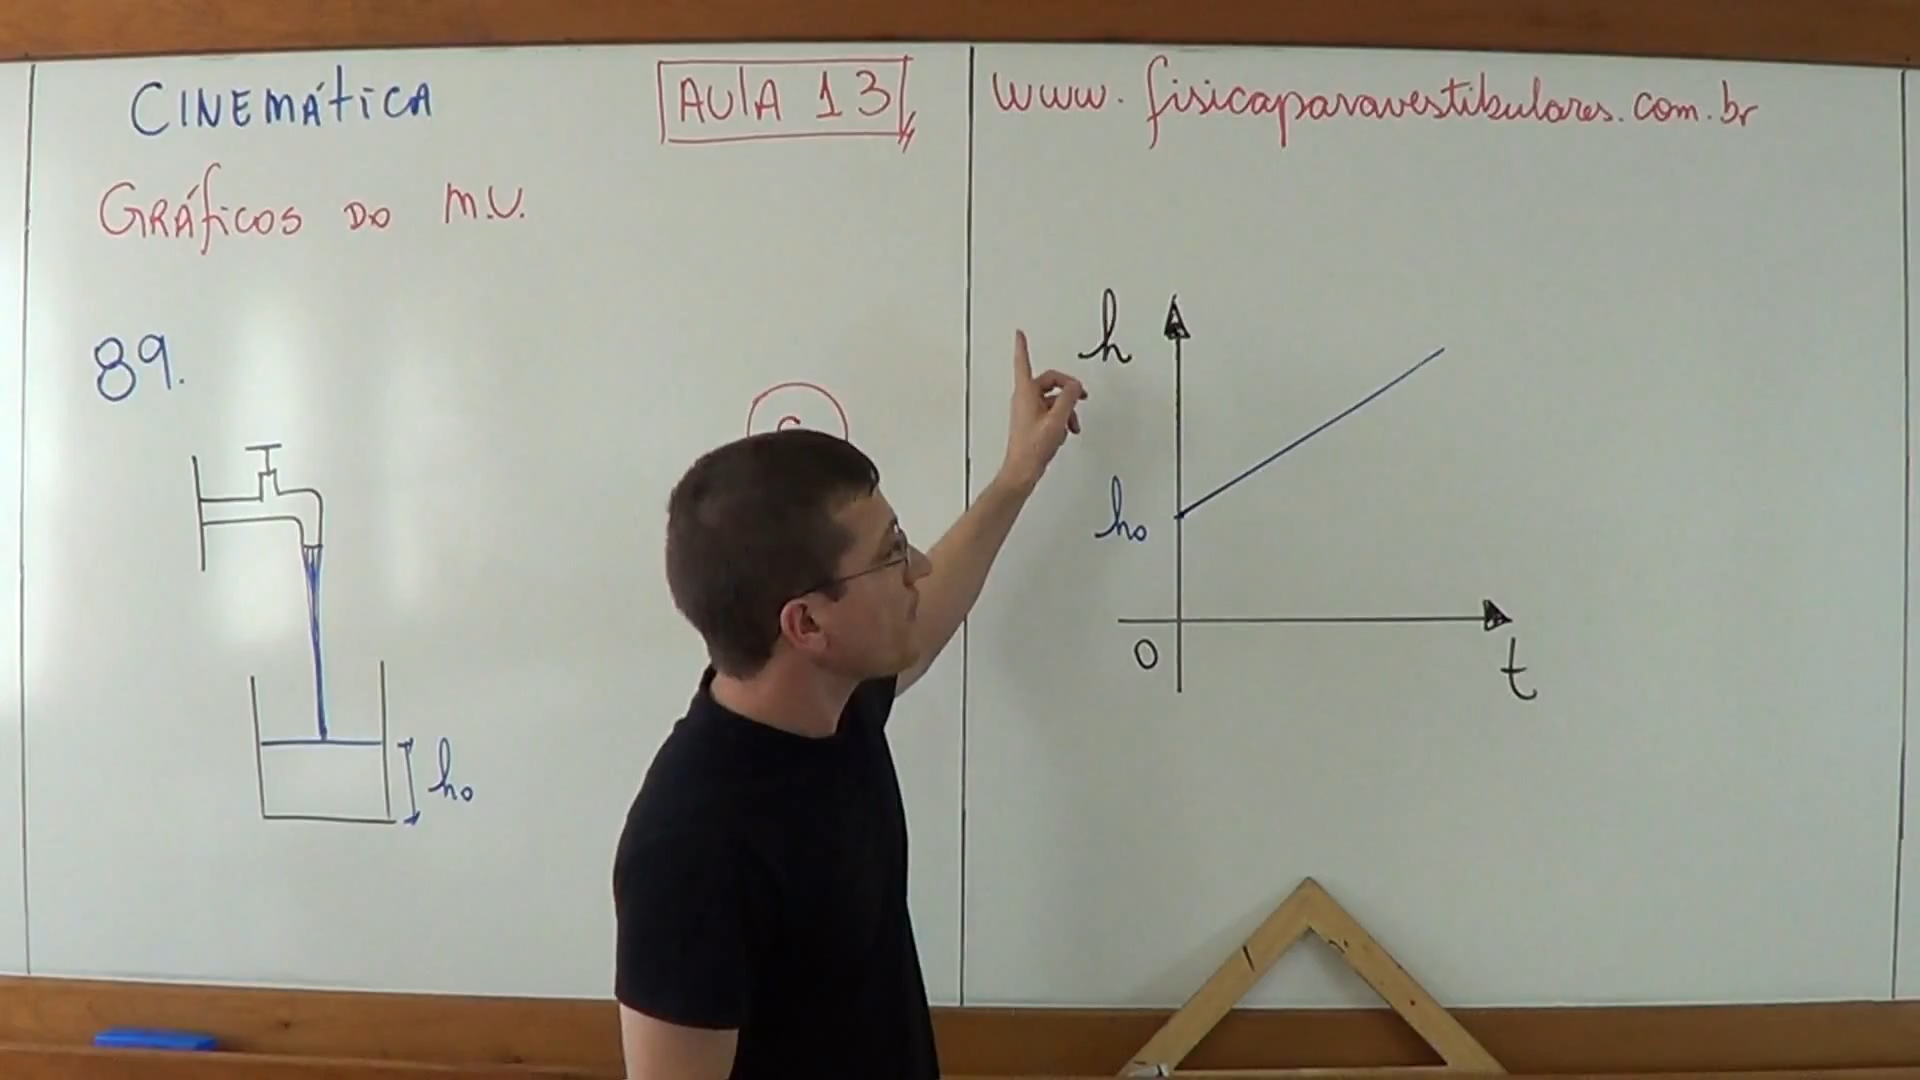 CINEMÁTICA
AULA 13
www.fisicaparavestibulares.com.br
GRÁFICOS DO M.U.
89.
h
h₀
0
t
h₀